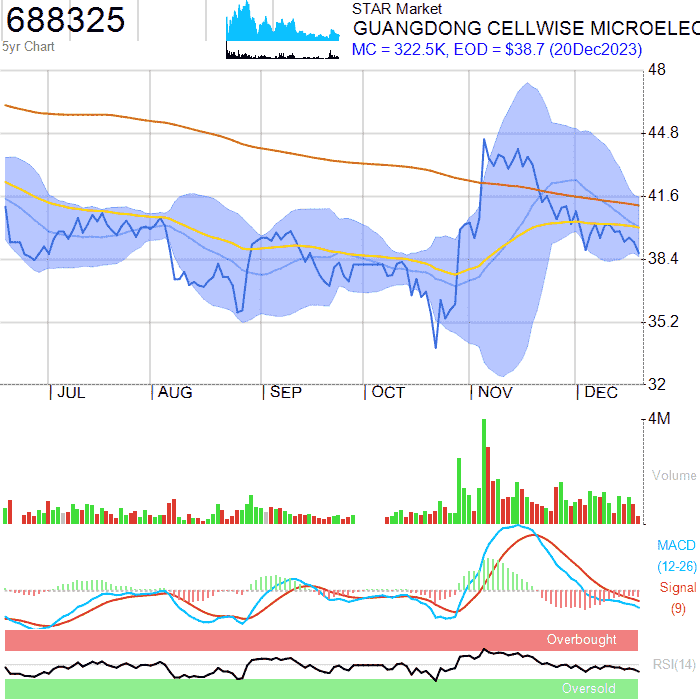 688325
5yr Chart
STAR Market
GUANGDONG CELLWISE MICROELEC
MC = 322.5K, EOD = $38.7 (20Dec2023)
48
44.8
41.6
38.4
35.2
32
JUL AUG SEP OCT NOV DEC
4M
Volume
MACD
(12-26)
Signal
(9)
Overbought
RSI(14)
Oversold